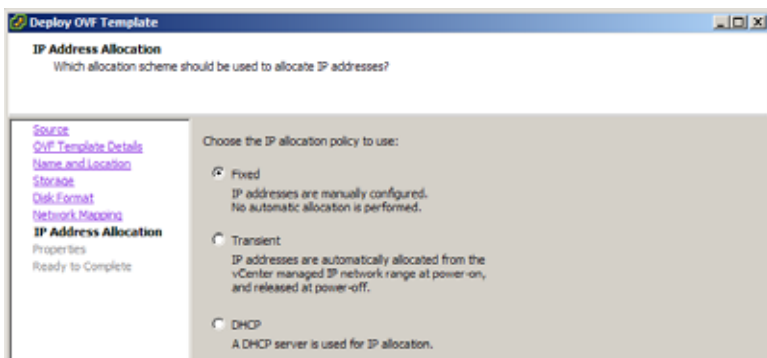 Deploy OVF Template
IP Address Allocation
Which allocation scheme should be used to allocate IP addresses?
Source
OVF Template Details
Name and Location
Storage
Disk Format
Network Mapping
IP Address Allocation
Properties
Ready to Complete
Choose the IP allocation policy to use:
Fixed
IP addresses are manually configured.
No automatic allocation is performed.
Transient
IP addresses are automatically allocated from the
vCenter managed IP network range at power-on,
and released at power-off.
DHCP
A DHCP server is used for IP allocation.